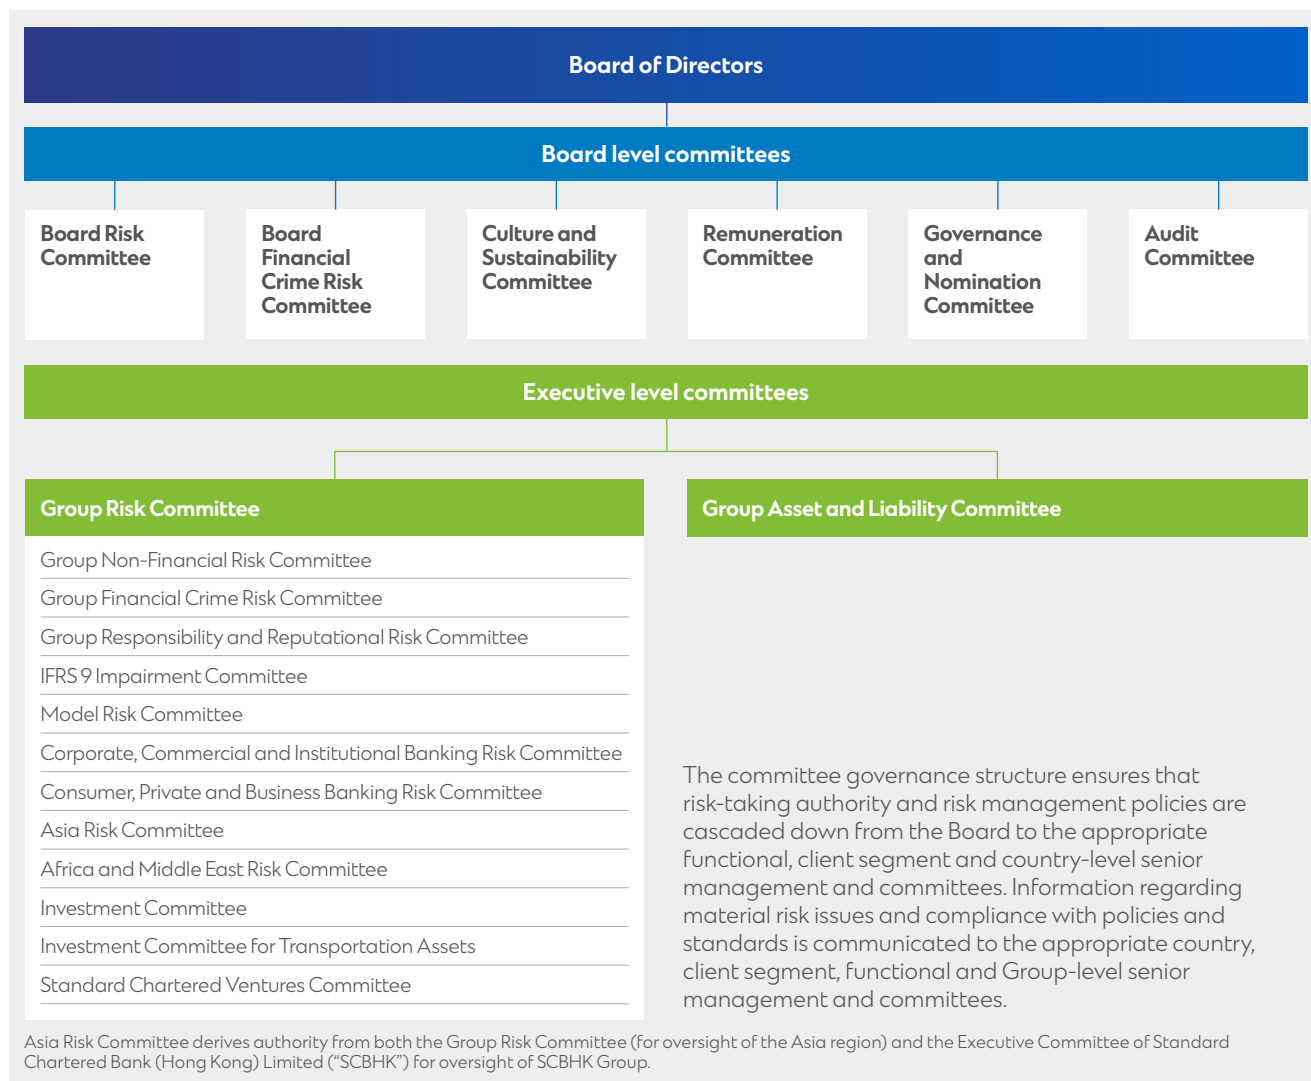 Board of Directors
Board level committees
Board Risk
Committee
Board
Financial
Crime Risk
Committee
Culture and
Sustainability
Committee
Remuneration
Committee
Governance
and
Nomination
Committee
Audit
Committee
Executive level committees
Group Risk Committee
Group Non-Financial Risk Committee
Group Financial Crime Risk Committee
Group Responsibility and Reputational Risk Committee
IFRS 9 Impairment Committee
Model Risk Committee
Corporate, Commercial and Institutional Banking Risk Committee
Consumer, Private and Business Banking Risk Committee
Asia Risk Committee
Africa and Middle East Risk Committee
Investment Committee
Investment Committee for Transportation Assets
Standard Chartered Ventures Committee
Group Asset and Liability Committee
The committee governance structure ensures that
risk-taking authority and risk management policies are
cascaded down from the Board to the appropriate
functional, client segment and country-level senior
management and committees. Information regarding
material risk issues and compliance with policies and
standards is communicated to the appropriate country,
client segment, functional and Group-level senior
management and committees.
Asia Risk Committee derives authority from both the Group Risk Committee (for oversight of the Asia region) and the Executive Committee of Standard
Chartered Bank (Hong Kong) Limited (“SCBHK”) for oversight of SCBHK Group.